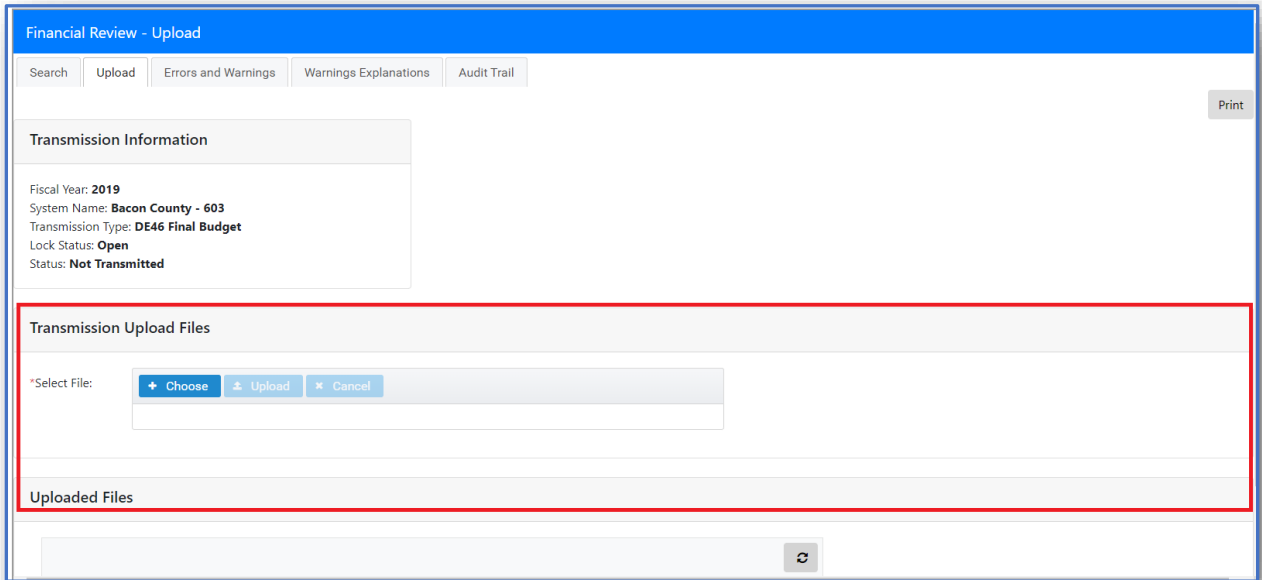 Financial Review - Upload
Search Upload Errors and Warnings Warnings Explanations Audit Trail
Print
Transmission Information
Fiscal Year: 2019
System Name: Bacon County - 603
Transmission Type: DE46 Final Budget
Lock Status: Open
Status: Not Transmitted
Transmission Upload Files
*Select File:
Choose Upload Cancel
Uploaded Files